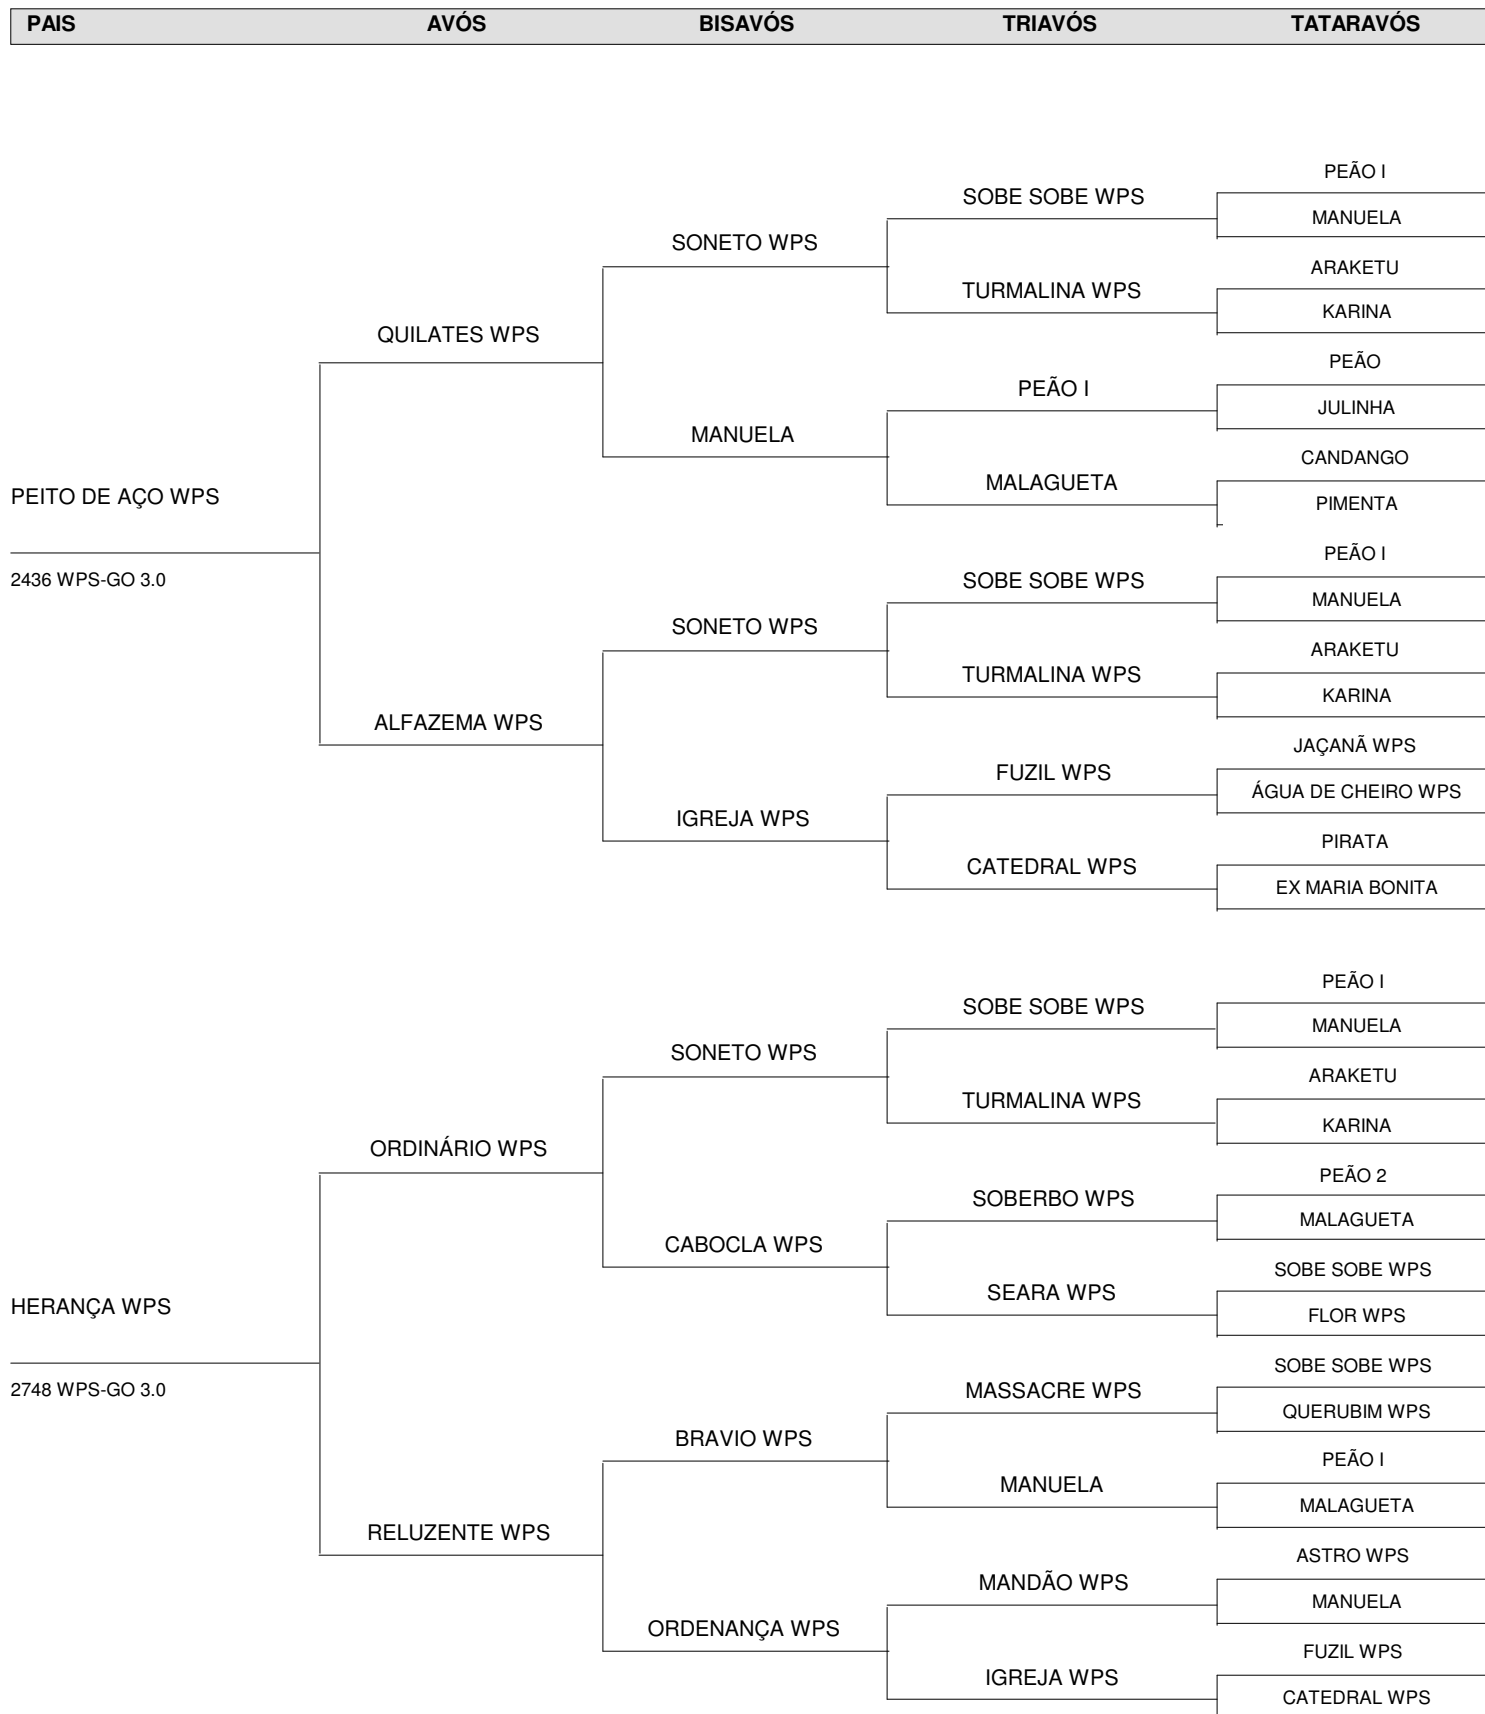 PAIS AVÓS BISAVÓS TRIAVÓS TATARAVÓS
PEÃO I
SOBE SOBE WPS
MANUELA
SONETO WPS
ARAKETU
TURMALINA WPS
KARINA
QUILATES WPS
PEÃO
PEÃO I
JULINHA
MANUELA
CANDANGO
MALAGUETA
PEITO DE AÇO WPS
PIMENTA
PEÃO I
2436 WPS-GO 3.0
SOBE SOBE WPS
MANUELA
SONETO WPS
ARAKETU
TURMALINA WPS
KARINA
ALFAZEMA WPS
JAÇANÃ WPS
FUZIL WPS
ÁGUA DE CHEIRO WPS
IGREJA WPS
PIRATA
CATEDRAL WPS
EX MARIA BONITA
PEÃO I
SOBE SOBE WPS
MANUELA
SONETO WPS
ARAKETU
TURMALINA WPS
KARINA
ORDINÁRIO WPS
PEÃO 2
SOBERBO WPS
MALAGUETA
CABOCLA WPS
SOBE SOBE WPS
SEARA WPS
HERANÇA WPS
FLOR WPS
SOBE SOBE WPS
2748 WPS-GO 3.0
MASSACRE WPS
QUERUBIM WPS
BRAVIO WPS
PEÃO I
MANUELA
MALAGUETA
RELUZENTE WPS
ASTRO WPS
MANDÃO WPS
MANUELA
ORDENANÇA WPS
FUZIL WPS
IGREJA WPS
CATEDRAL WPS